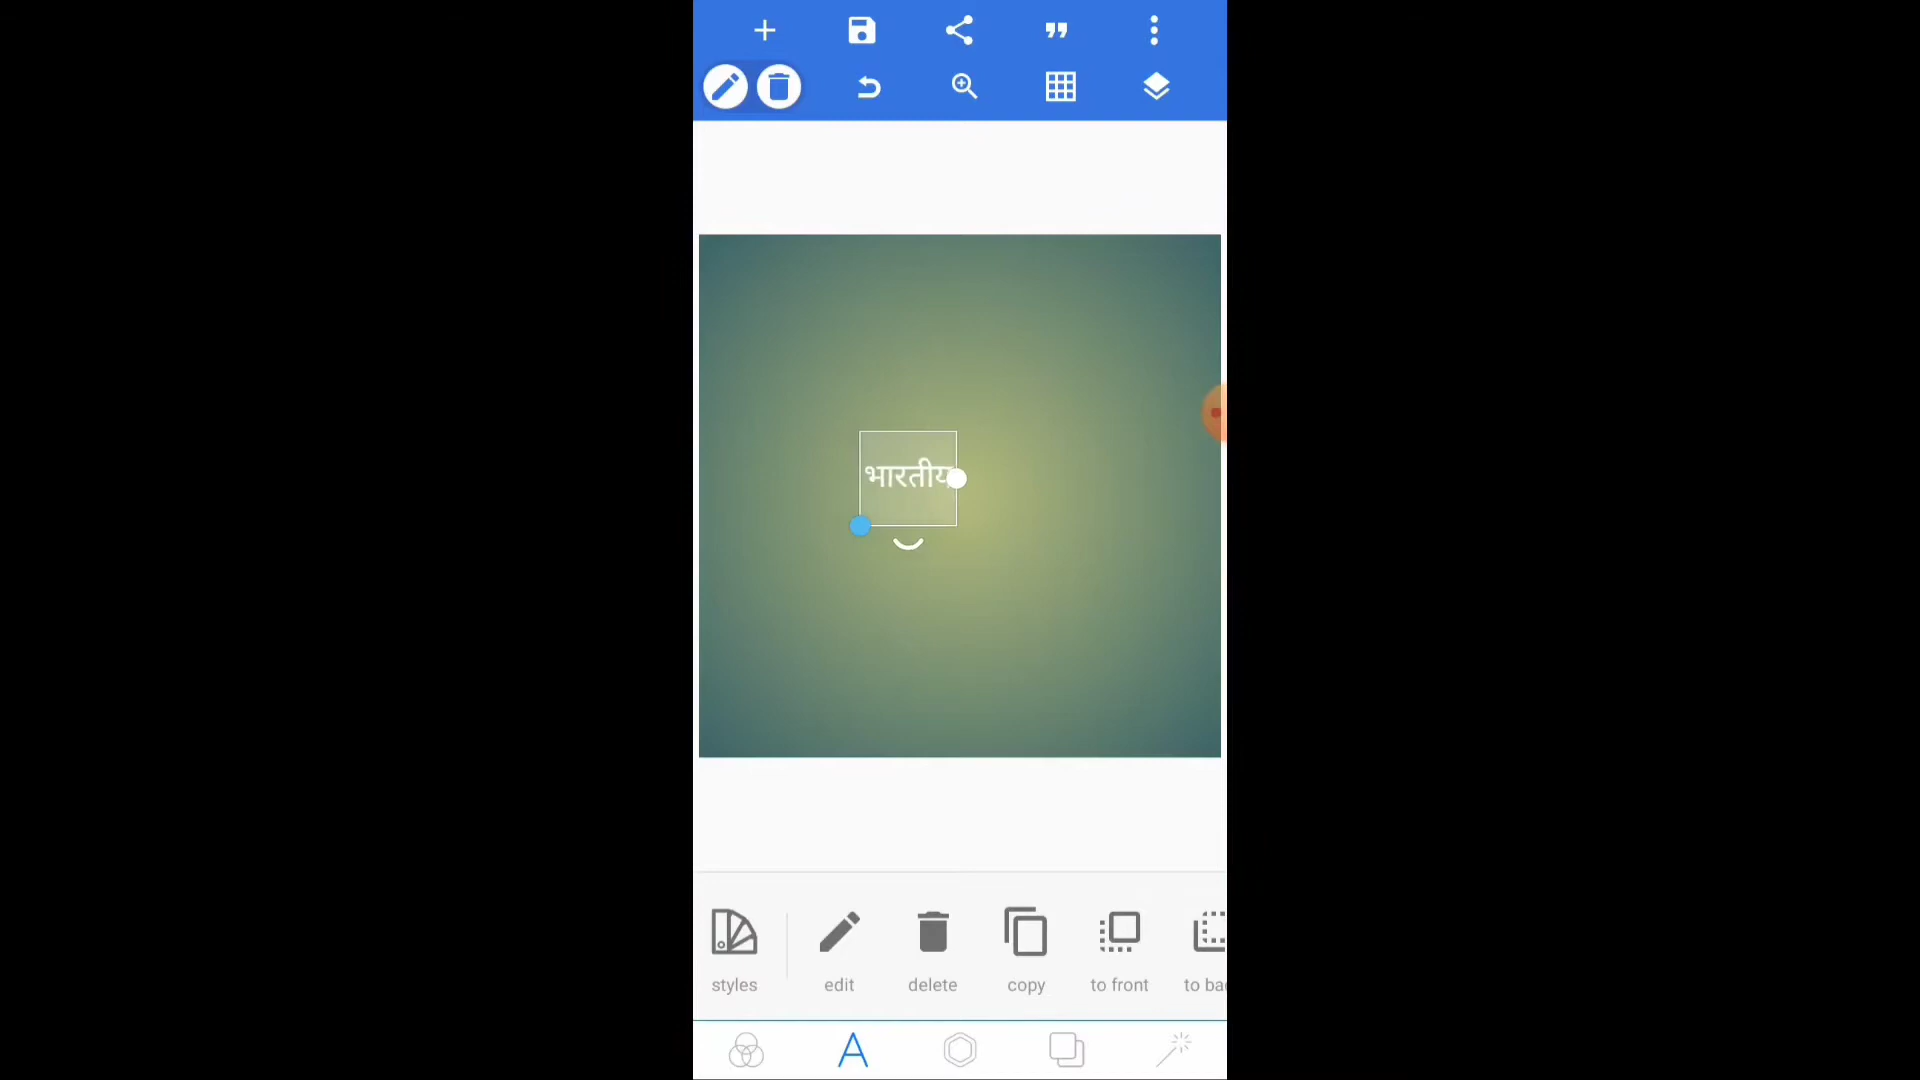 भारतीय
styles
edit
delete
copy
to front